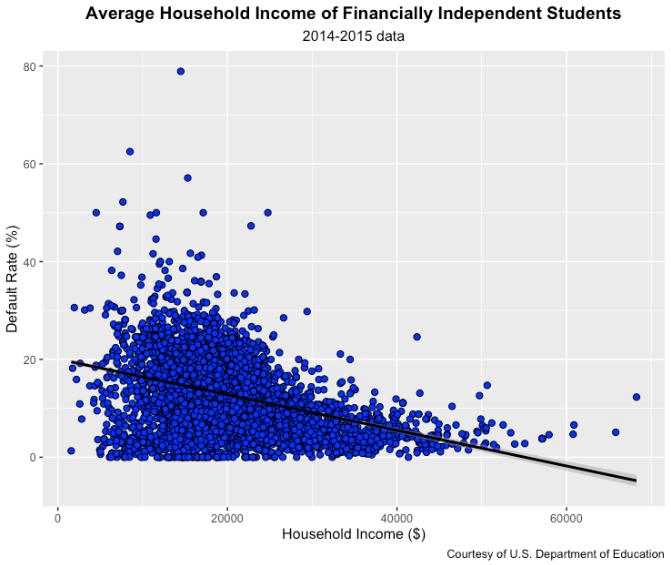 Average Household Income of Financially Independent Students
2014-2015 data
Default Rate (%)
80
60
40
20
0
0 20000 40000 60000
Household Income ($)
Courtesy of U.S. Department of Education